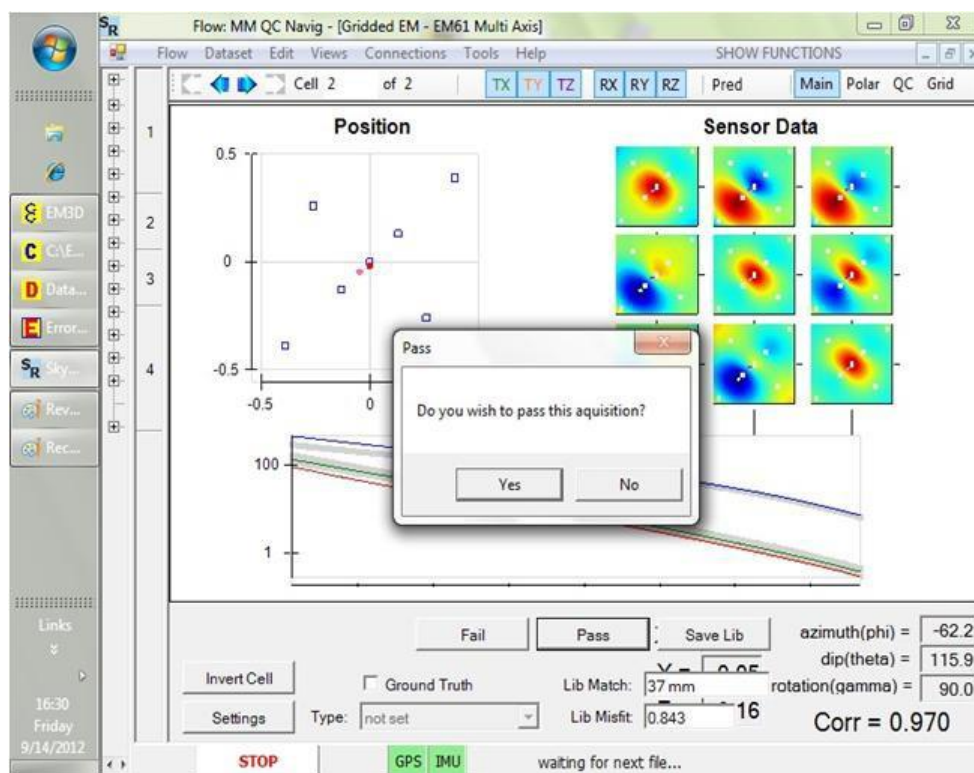 SR Flow: MM QC Navig - [Gridded EM - EM61 Multi Axis]
Flow Dataset Edit Views Connections Tools Help SHOW FUNCTIONS
Cell 2 of 2 TX TY TZ RX RY RZ Pred Main Polar QC Grid
1
2
3
4
EM3D
C C:\E...
D Data...
E Error...
SR Sky...
Rev...
Rec...
Links
16:30
Friday
9/14/2012
Position
0.5
0
-0.5
-0.5 0
Sensor Data
100
1
Pass
Do you wish to pass this aquisition?
Yes No
Fail Pass : Save Lib
azimuth(phi) = -62.2
dip(theta) = 115.9
rotation(gamma) = 90.0
Invert Cell Ground Truth Lib Match: 37 mm
Settings Type: not set Lib Misfit: 0.843 16
Corr = 0.970
STOP GPS IMU waiting for next file...